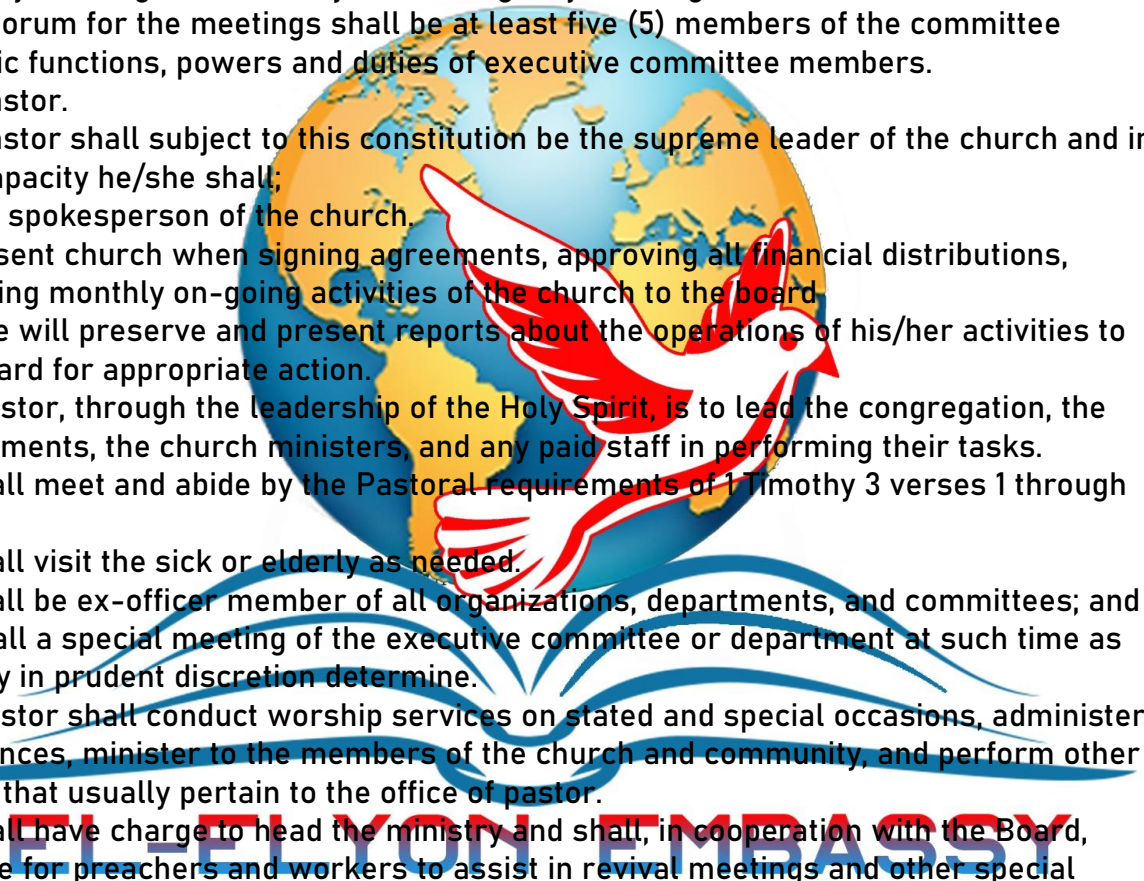 orum for the meetings shall be at least five (5) members of the committee
ic functions, powers and duties of executive committee members.
astor.
astor shall subject to this constitution be the supreme leader of the church and in
apacity he/she shall;
spokesperson of the church.
sent church when signing agreements, approving all financial distributions,
ing monthly on-going activities of the church to the board
e will preserve and present reports about the operations of his/her activities to
ard for appropriate action.
stor, through the leadership of the Holy Spirit, is to lead the congregation, the
ments, the church ministers, and any paid staff in performing their tasks.
all meet and abide by the Pastoral requirements of 1 Timothy 3 verses 1 through
all visit the sick or elderly as needed.
all be ex-officer member of all organizations, departments, and committees; and
all a special meeting of the executive committee or department at such time as
y in prudent discretion determine.
stor shall conduct worship services on stated and special occasions, administer
nces, minister to the members of the church and community, and perform other
that usually pertain to the office of pastor.
all have charge to head the ministry and shall, in cooperation with the Board,
EL-ELYON EMBASSY
e for preachers and workers to assist in revival meetings and other special